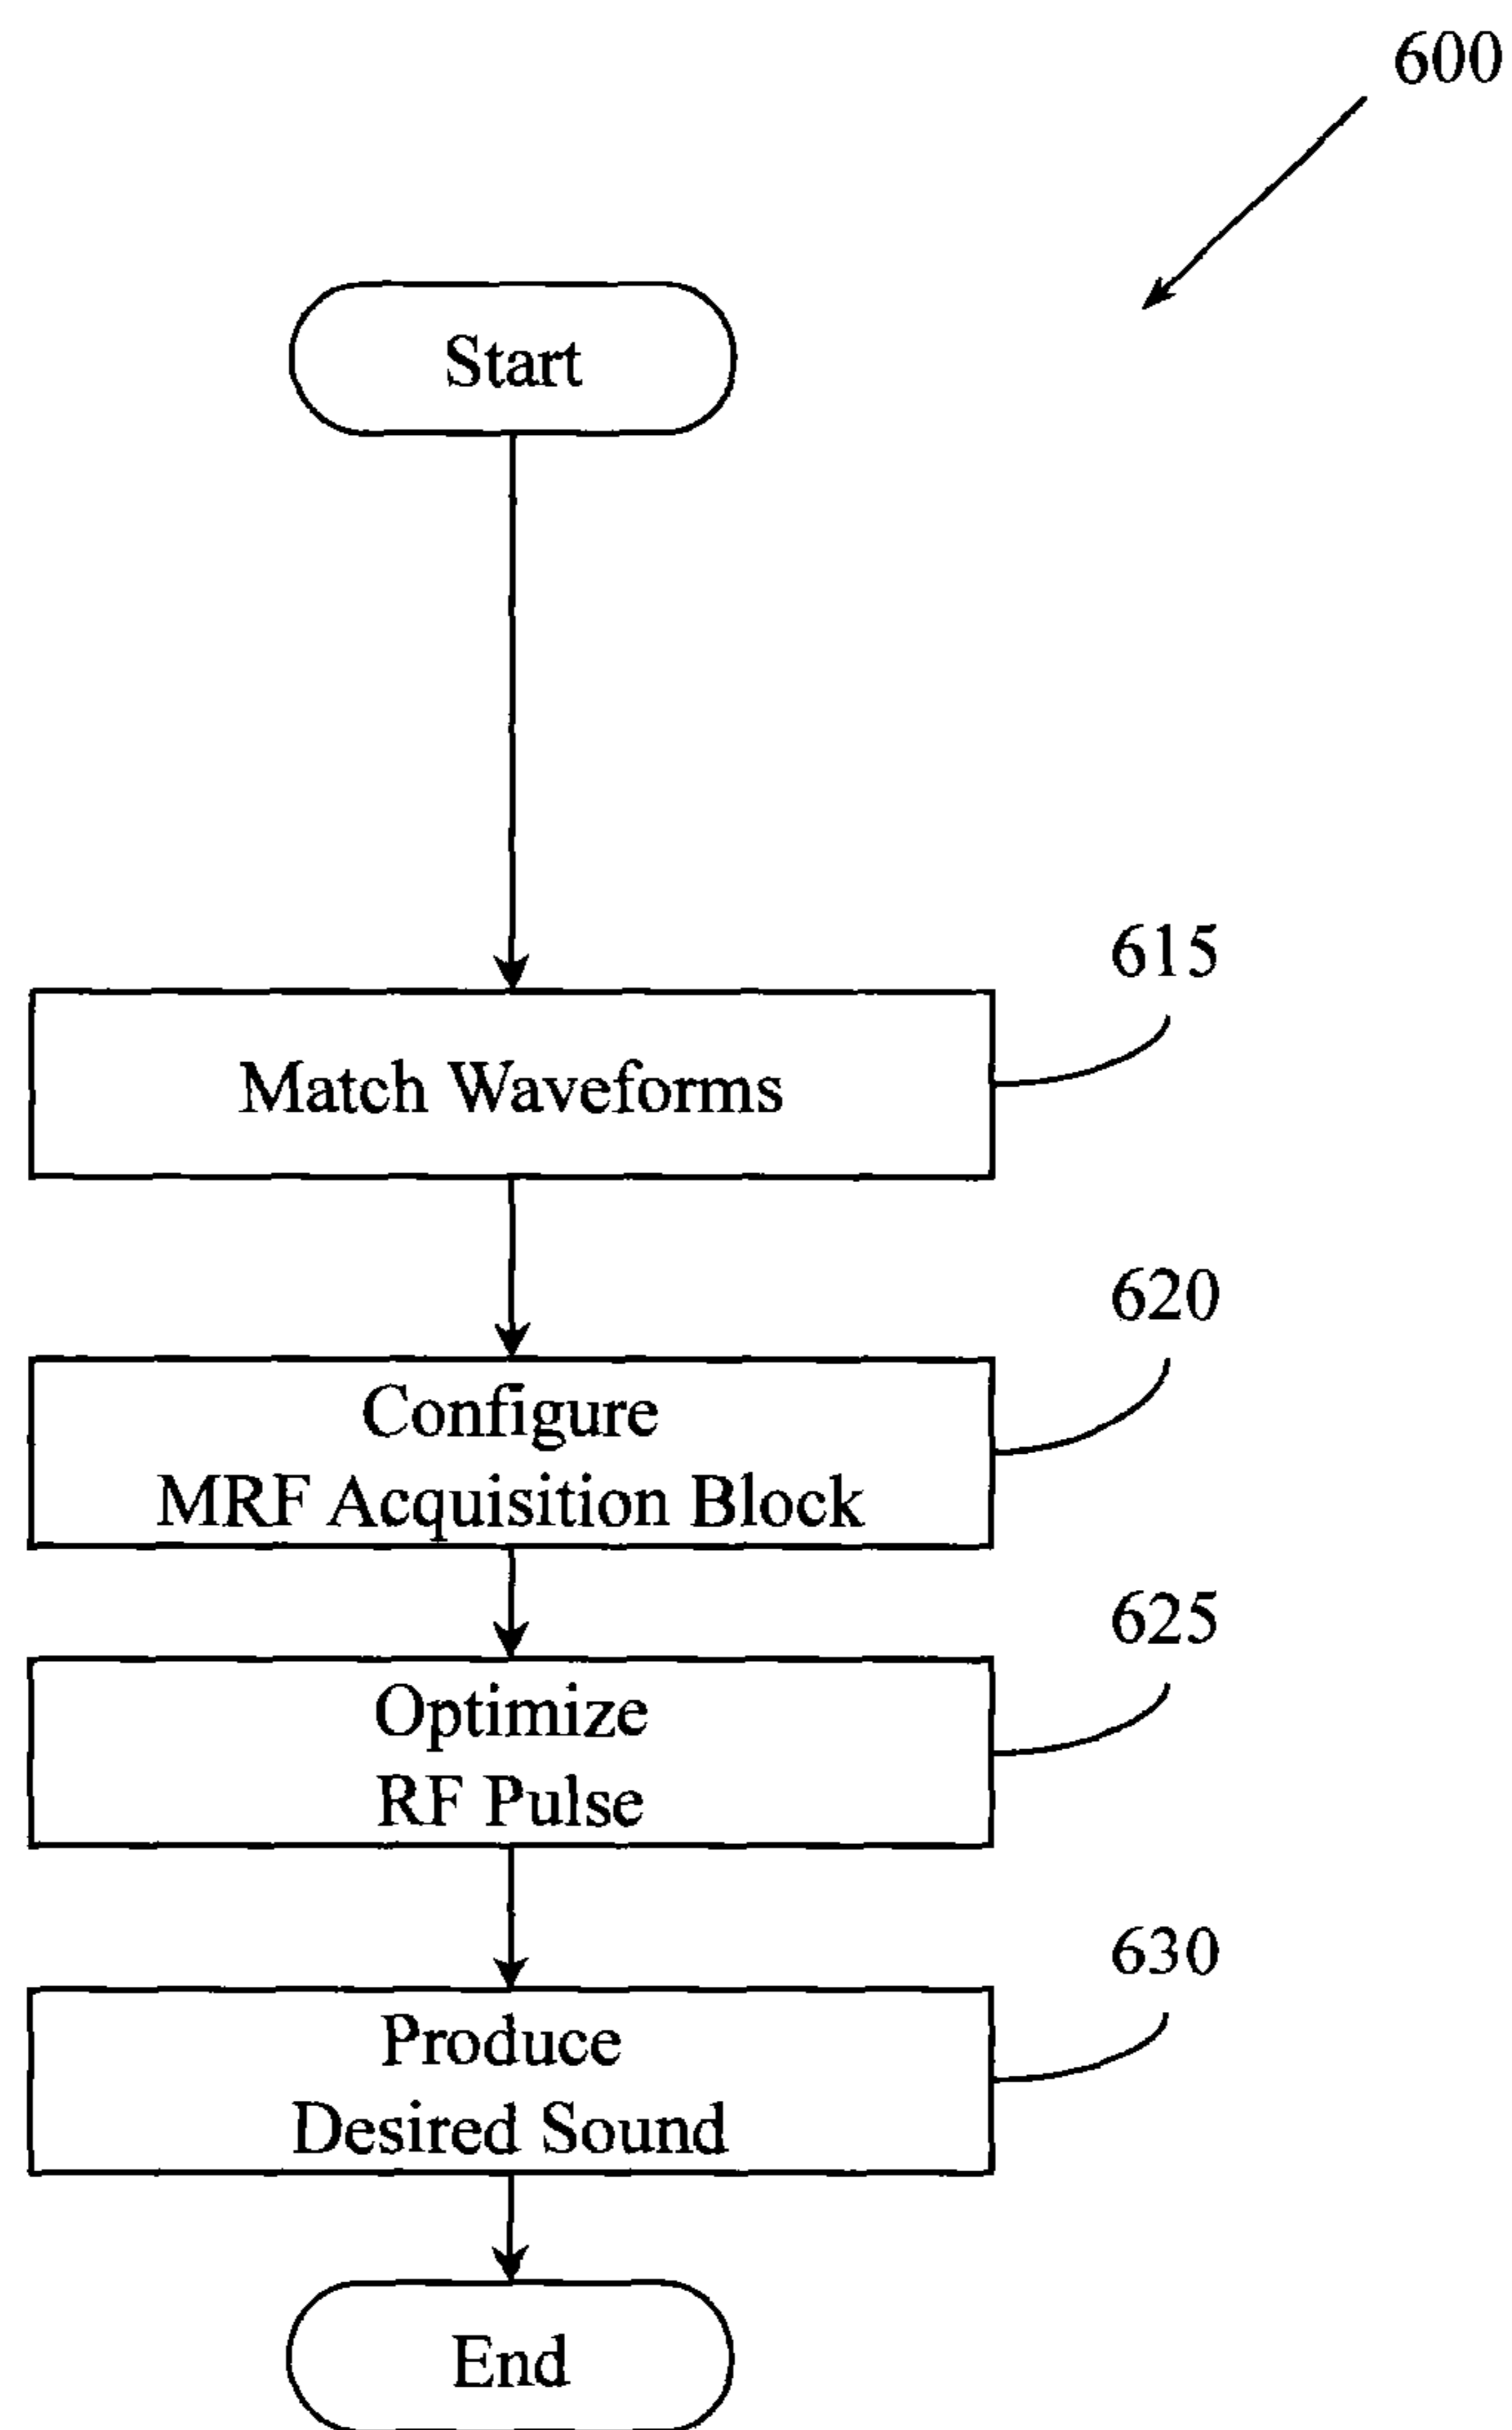 600
Start
615
Match Waveforms
620
Configure
MRF Acquisition Block
625
Optimize
RF Pulse
630
Produce
Desired Sound
End